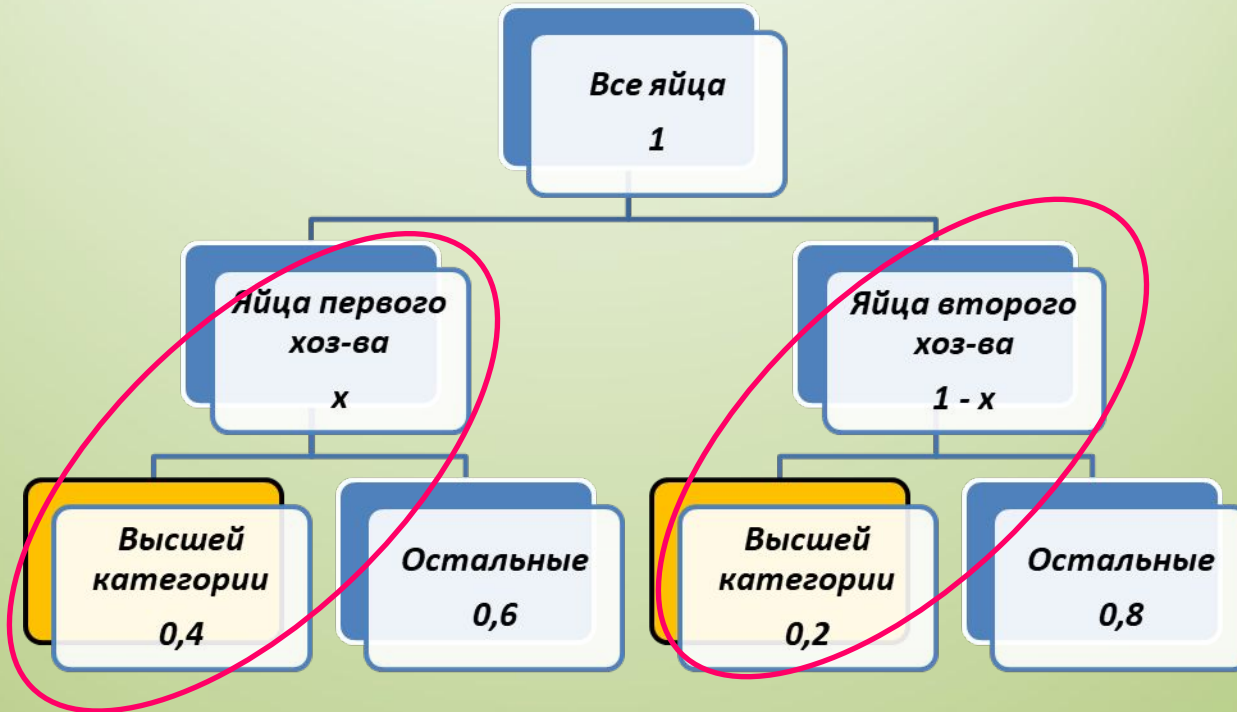 Все яйца
1
Яйца первого
хоз-ва
х
Яйца второго
хоз-ва
1 - х
Высшей
категории
0,4
Остальные
0,6
Высшей
категории
0,2
Остальные
0,8